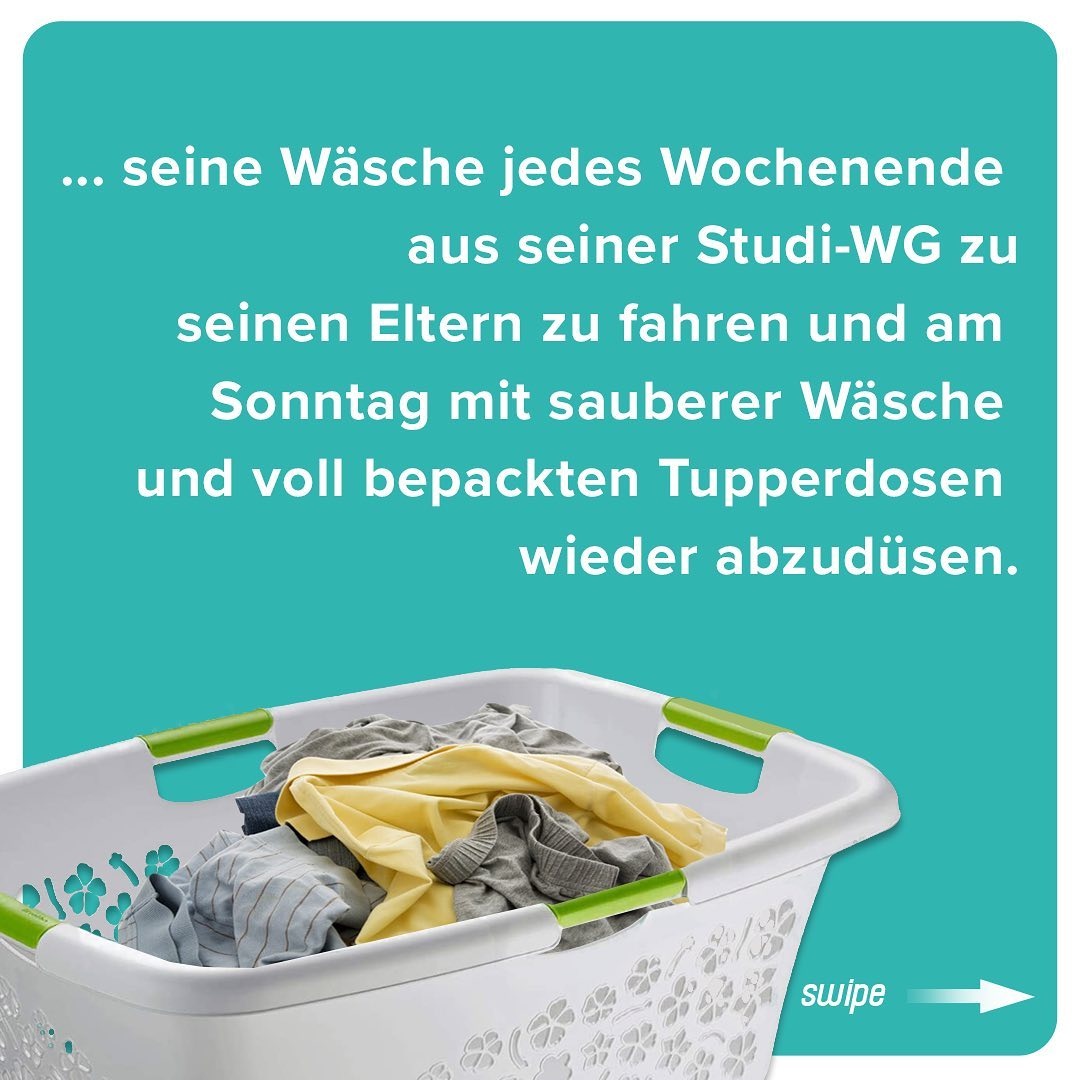 ... seine Wäsche jedes Wochenende
aus seiner Studi-WG zu
seinen Eltern zu fahren und am
Sonntag mit sauberer Wäsche
und voll bepackten Tupperdosen
wieder abzudüsen.
swipe